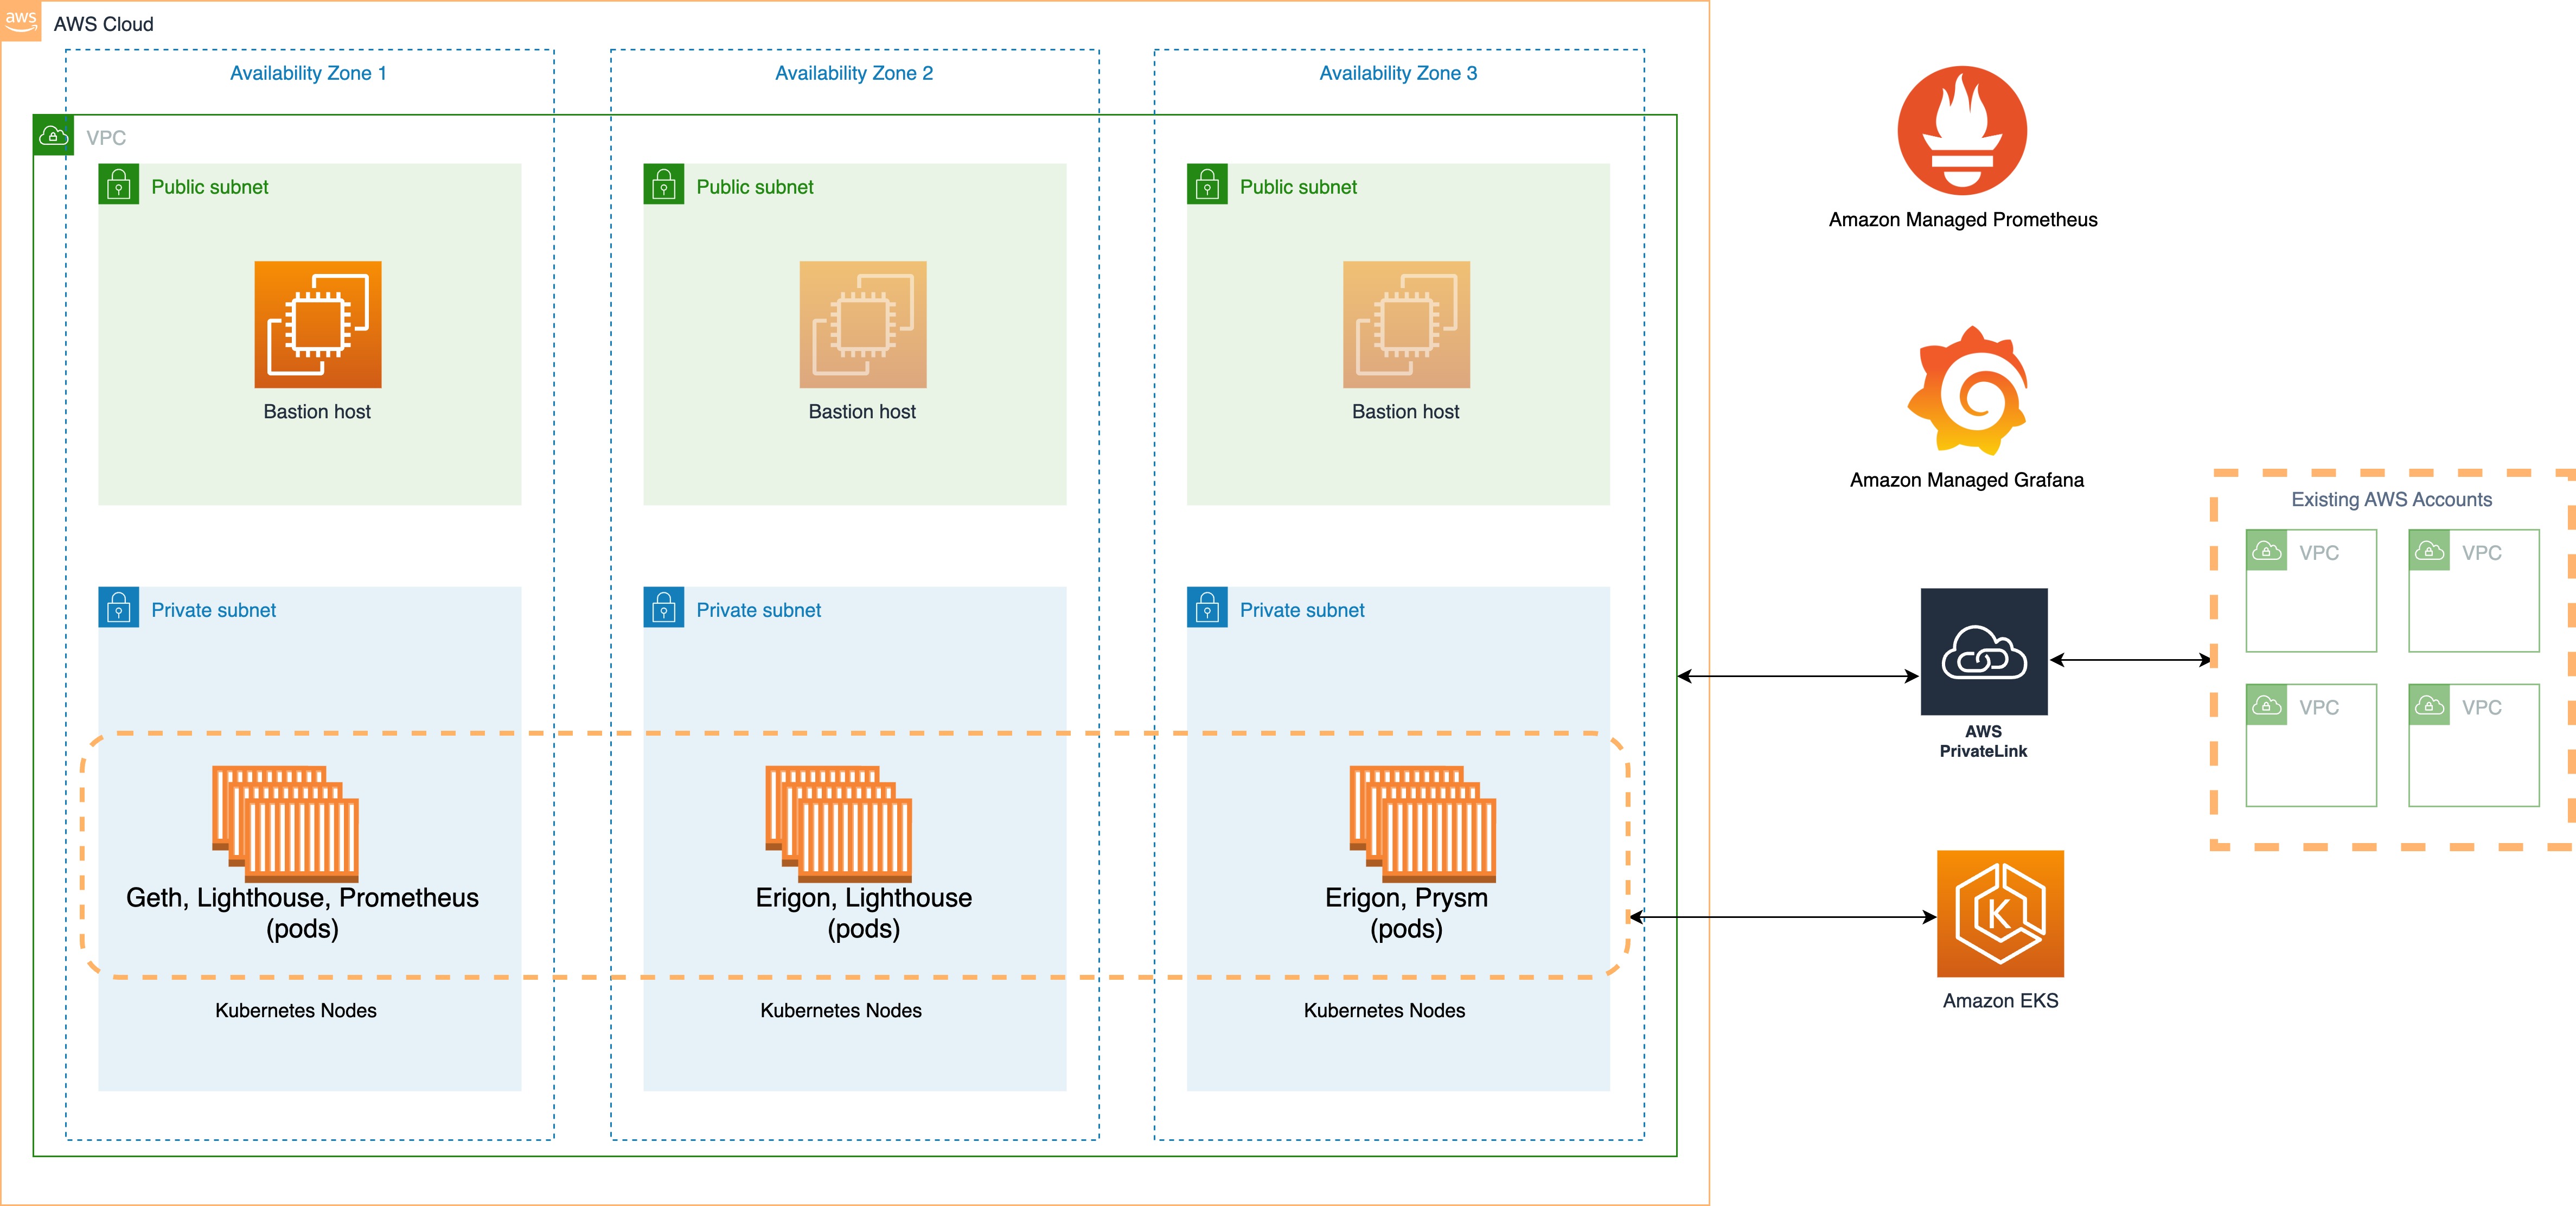 aws
AWS Cloud
Availability Zone 1
Availability Zone 2
Availability Zone 3
VPC
Public subnet
Public subnet
Public subnet
Bastion host
Bastion host
Bastion host
Private subnet
Private subnet
Private subnet
Geth, Lighthouse, Prometheus
(pods)
Erigon, Lighthouse
(pods)
Erigon, Prysm
(pods)
Kubernetes Nodes
Kubernetes Nodes
Kubernetes Nodes
Amazon Managed Prometheus
Amazon Managed Grafana
AWS
PrivateLink
K
Amazon EKS
Existing AWS Accounts
VPC
VPC
VPC
VPC